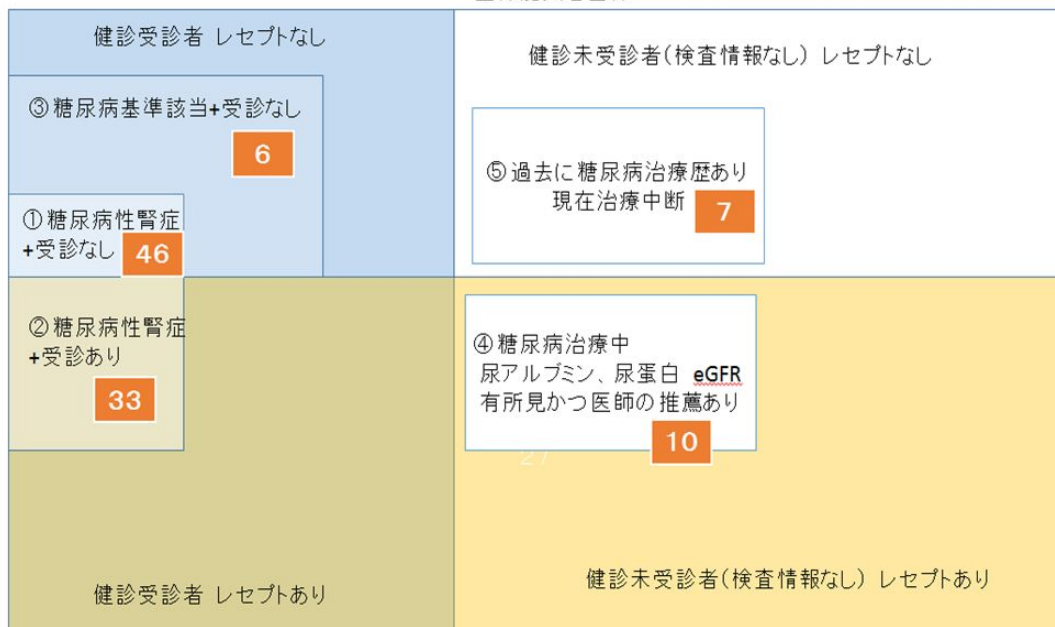 健診受診者 レセプトなし
健診未受診者(検査情報なし) レセプトなし
③糖尿病基準該当+受診なし
6
⑤過去に糖尿病治療歴あり
現在治療中断
7
①糖尿病性腎症
+受診なし
46
②糖尿病性腎症
+受診あり
33
④糖尿病治療中
尿アルブミン、尿蛋白 eGFR
有所見かつ医師の推薦あり
10
27
健診受診者 レセプトあり
健診未受診者(検査情報なし) レセプトあり